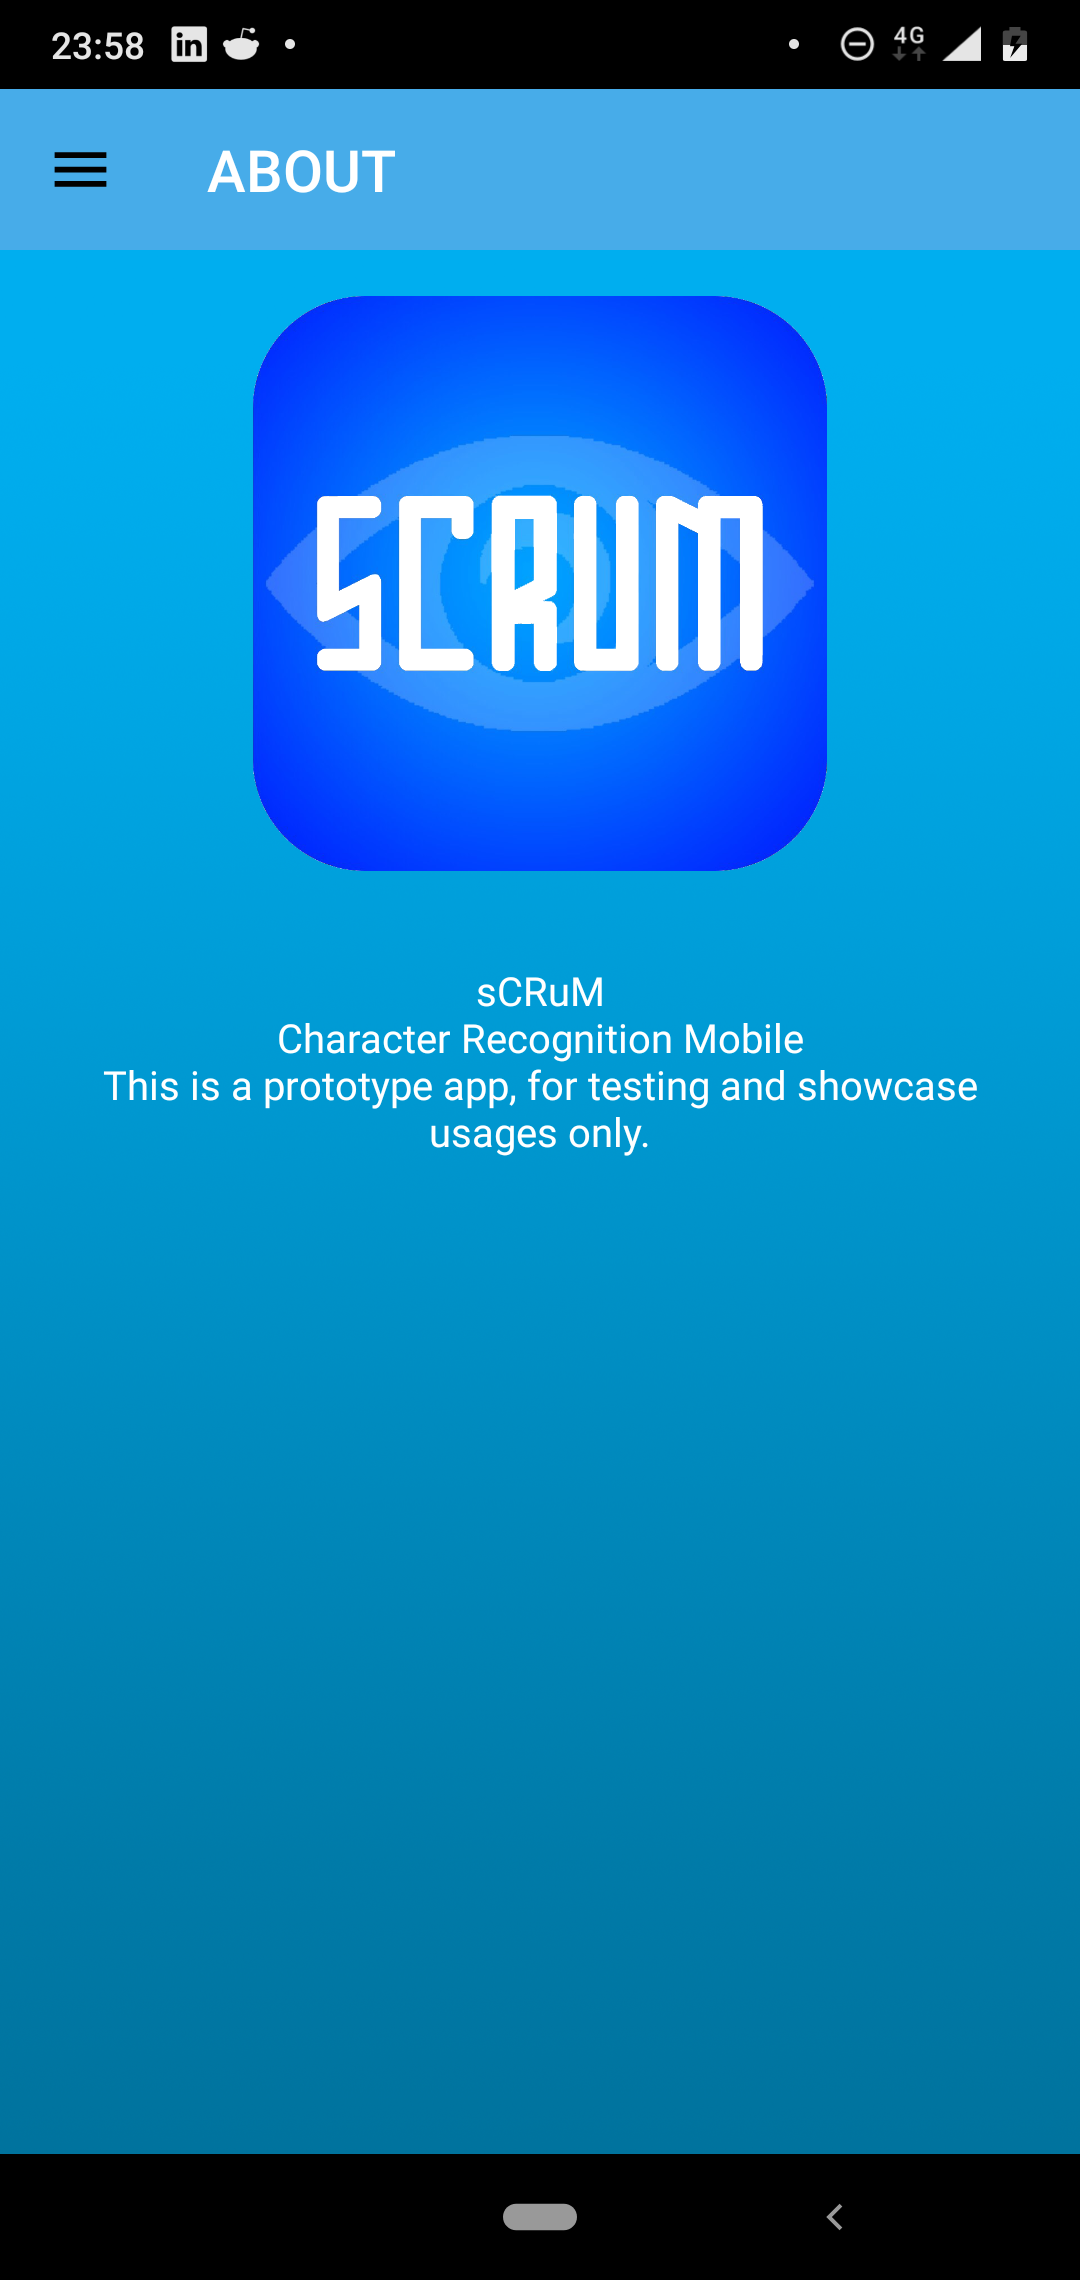 23:58
4G
ABOUT
SCRUM
sCRuM
Character Recognition Mobile
This is a prototype app, for testing and showcase
usages only.